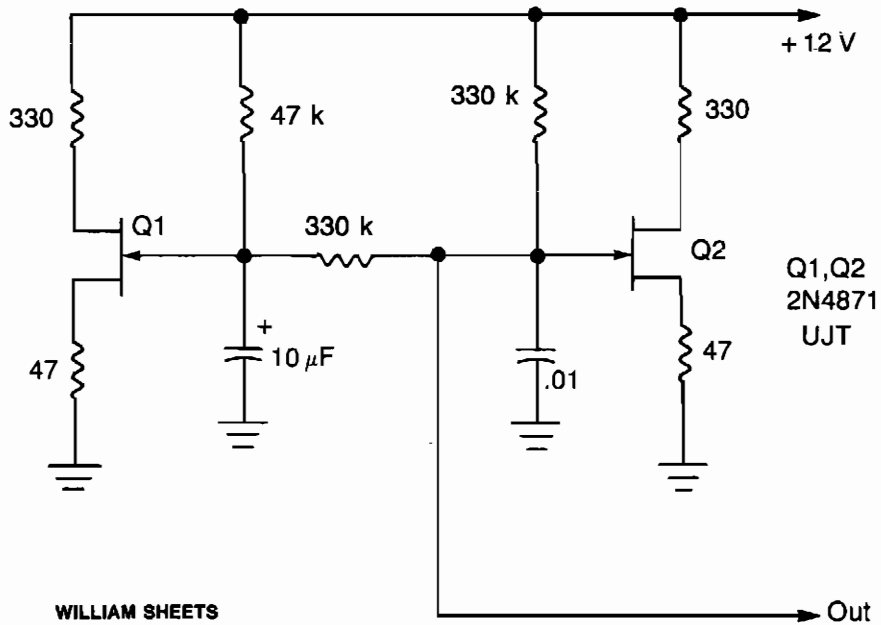 + 12 V
330
47 k
330 k
330
Q1
330 k
Q2
Q1,Q2
2N4871
UJT
47
+
10 μF
.01
47
WILLIAM SHEETS
Out